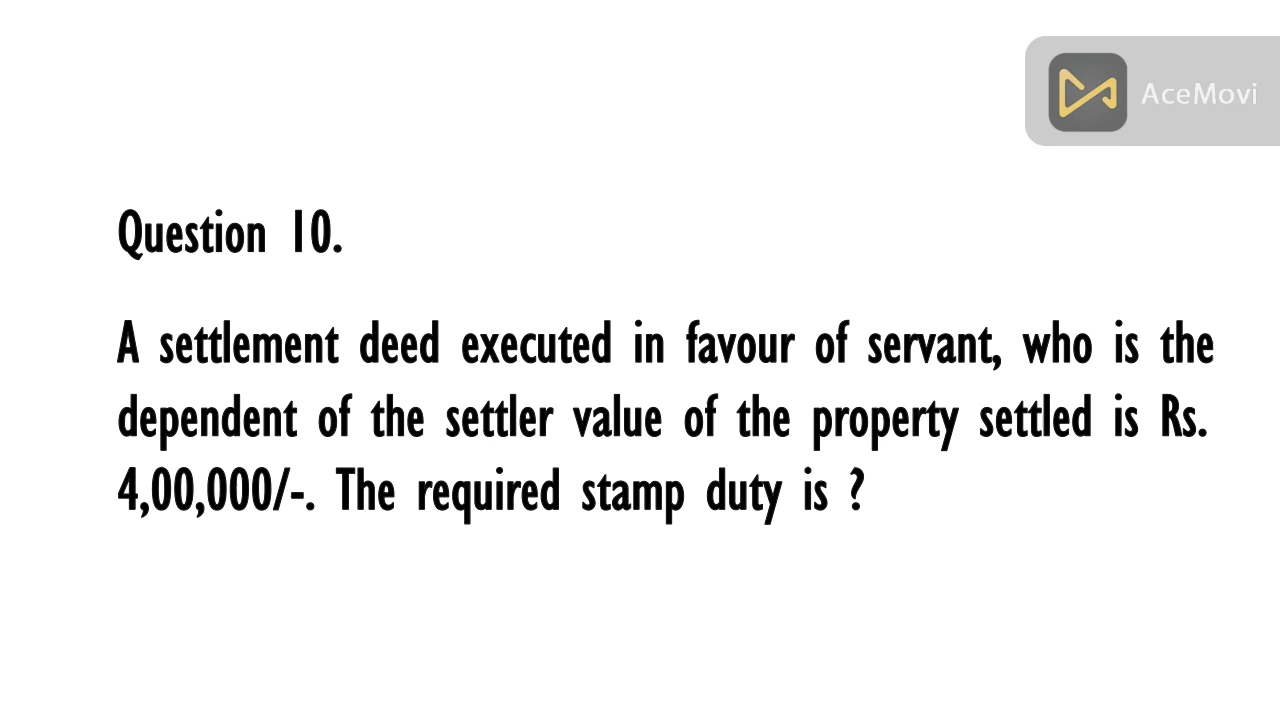 AceMovi
Question 10.
A settlement deed executed in favour of servant, who is the
dependent of the settler value of the property settled is Rs.
4,00,000/-. The required stamp duty is ?